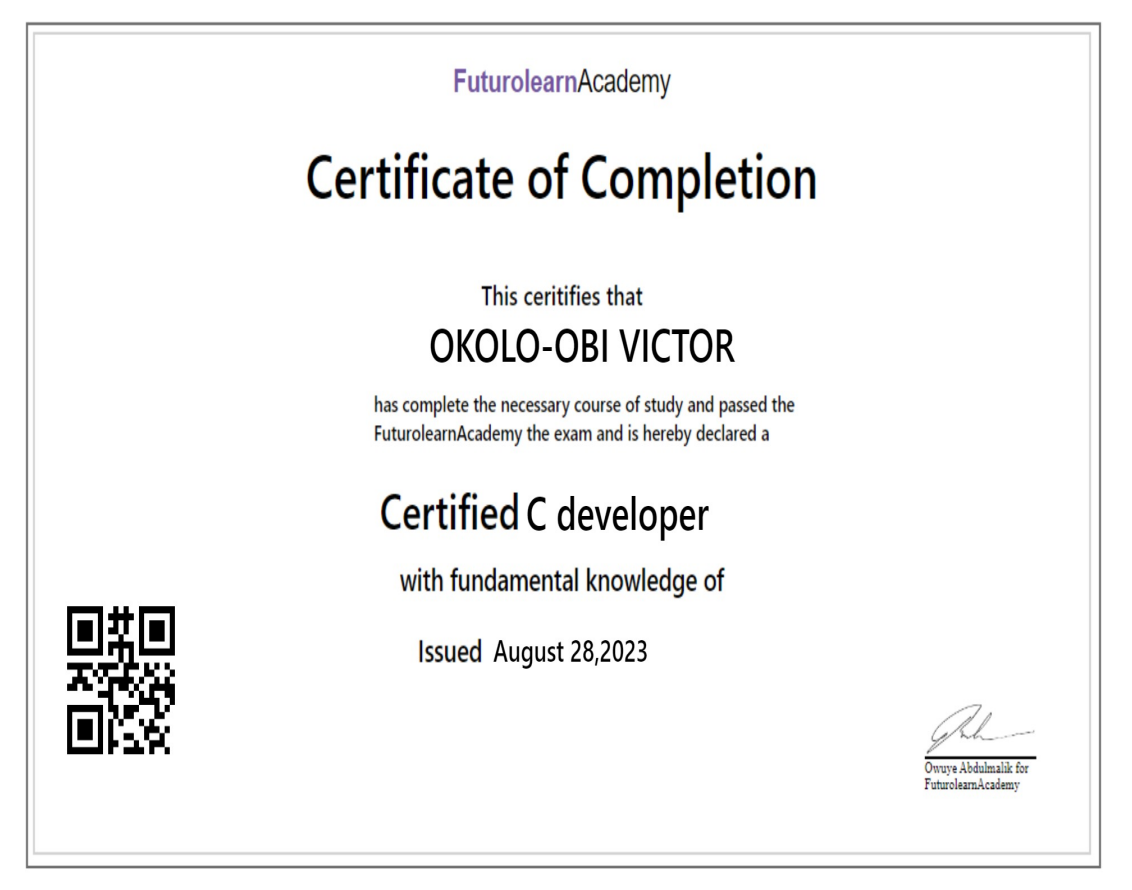 FuturolearnAcademy
Certificate of Completion
This ceritifies that
OKOLO-OBI VICTOR
has complete the necessary course of study and passed the
FuturolearnAcademy the exam and is hereby declared a
Certified C developer
with fundamental knowledge of
Issued August 28,2023
Owuye Abdulmalik for
FuturolearnAcademy